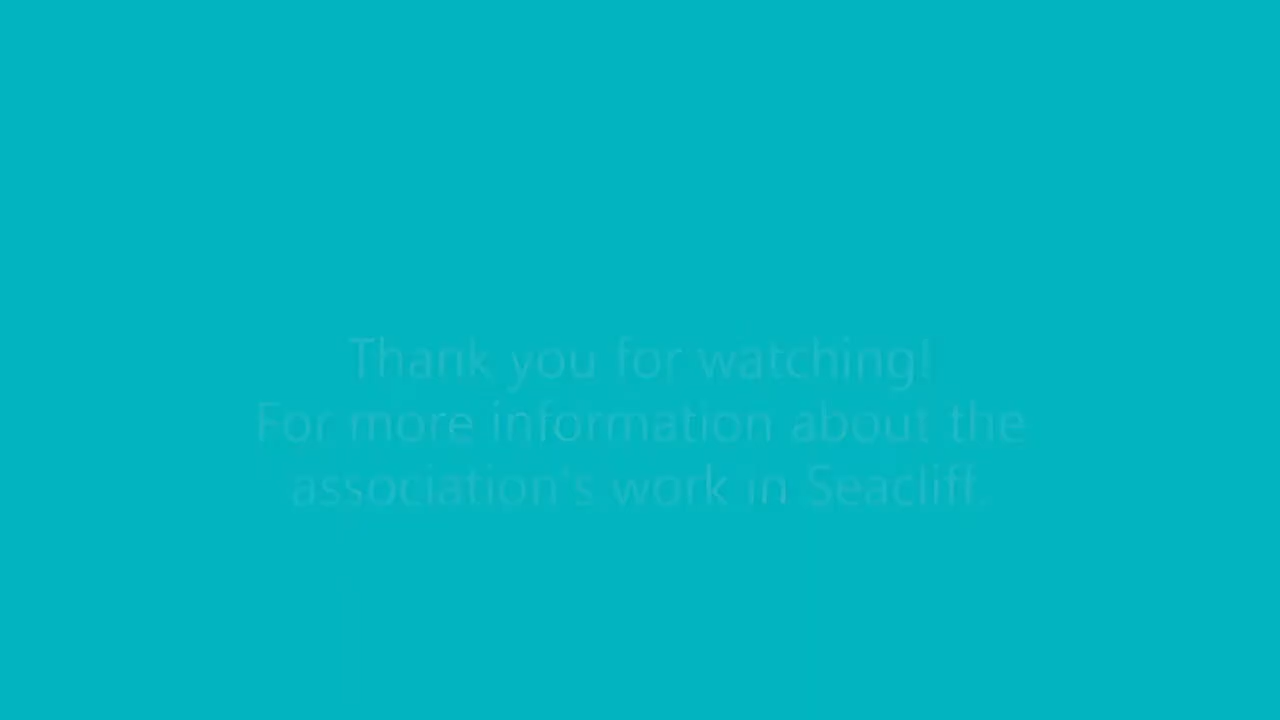 Thank you for watching!
For more information about the
association's work in Seacliff.